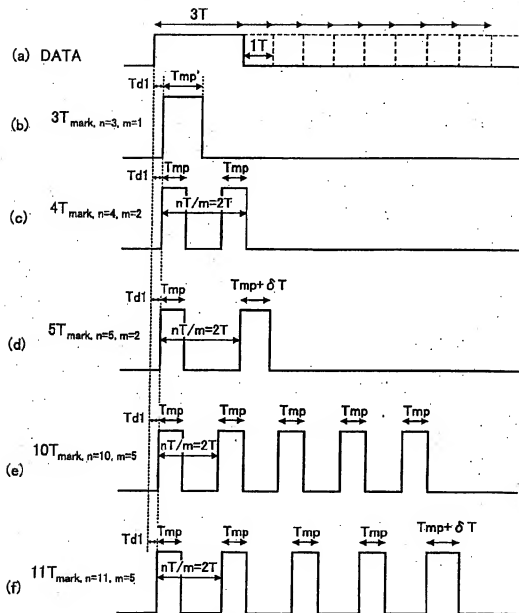 3T
1T
(a) DATA
Td1 Tmp'
(b) 3Tmark, n=3, m=1
Td1 Tmp Tmp
(c) 4Tmark, n=4, m=2
nT/m=2T
Td1 Tmp Tmp+δT
(d) 5Tmark, n=5, m=2
nT/m=2T
Td1 Tmp Tmp Tmp Tmp Tmp
(e) 10Tmark, n=10, m=5
nT/m=2T
Td1 Tmp Tmp Tmp Tmp Tmp+δT
(f) 11Tmark, n=11, m=5
nT/m=2T